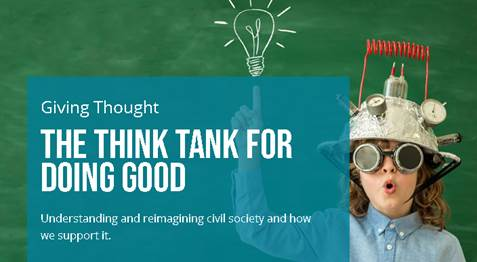 Giving Thought
THE THINK TANK FOR
DOING GOOD
Understanding and reimagining civil society and how
we support it.